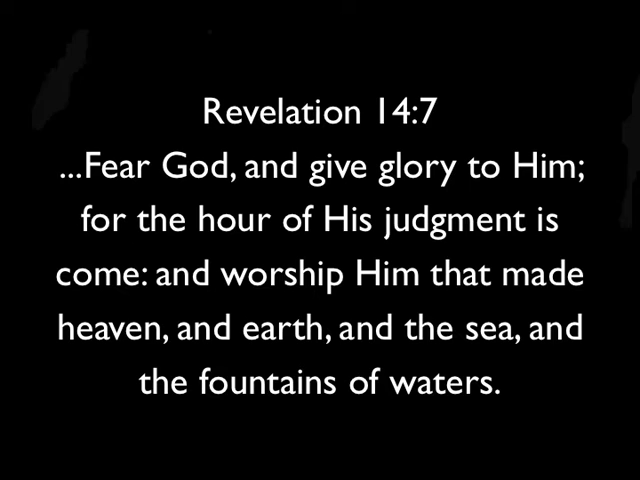 Revelation 14:7
...Fear God, and give glory to Him;
for the hour of His judgment is
come: and worship Him that made
heaven, and earth, and the sea, and
the fountains of waters.